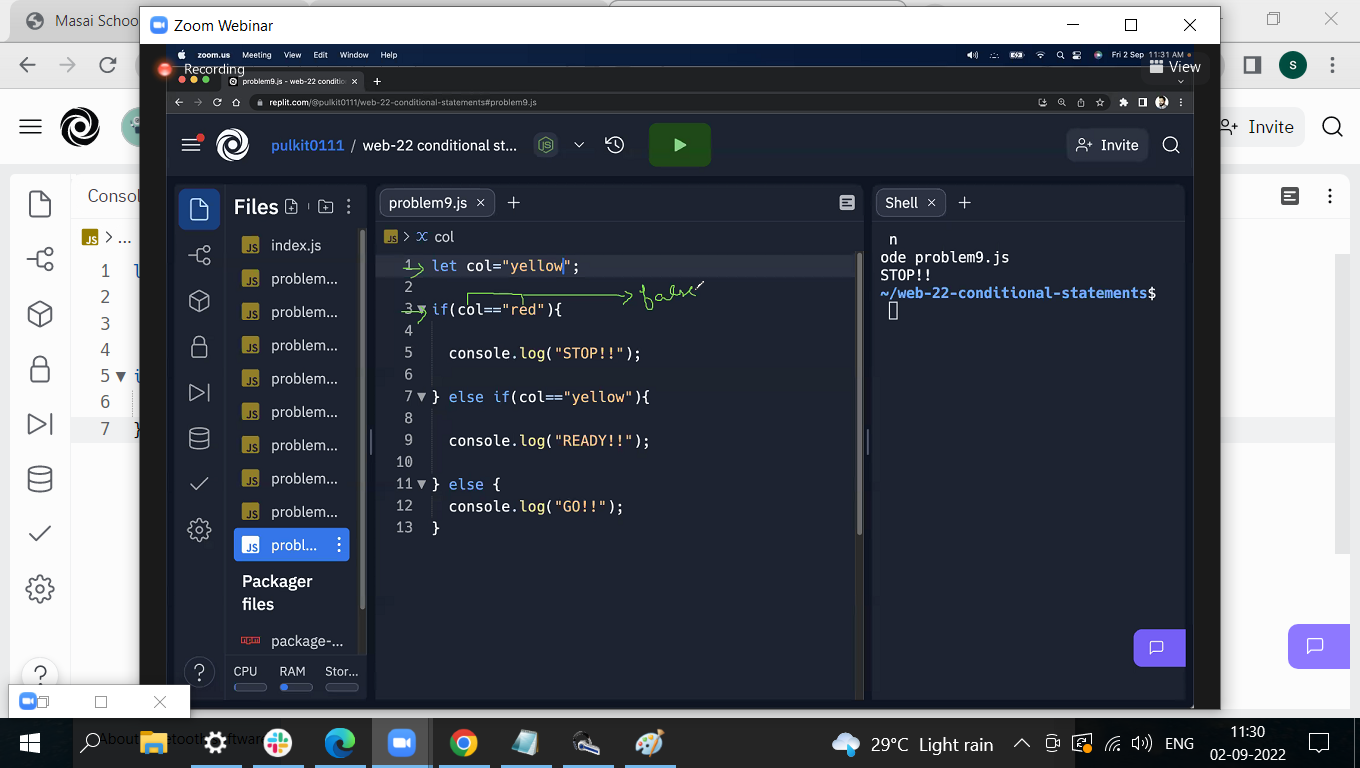 Masai Schoo
Zoom Webinar
zoom.us Meeting View Edit Window Help
Fri 2 Sep 11:31 AM
Recording
View
problem9.js - web-22 conditio
replit.com/@pulkit0111/web-22-conditional-statements#problem9.js
S
Invite
pulkit0111 / web-22 conditional st...
Invite
Consol
JS > ...
1
2
3
4
5
6
7 }
Files
index.js
problem...
problem...
problem...
problem...
problem...
problem...
problem...
problem...
probl...
Packager
files
package-...
CPU RAM Stor...
problem9.js
JS > col
1 let col="yellow";
2
3 if(col=="red"){
false
4
5 console.log("STOP!!");
6
7 } else if(col=="yellow"){
8
9 console.log("READY!!");
10
11 } else {
12 console.log("GO!!");
13 }
Shell
n
ode problem9.js
STOP!!
~/web-22-conditional-statements$
29°C Light rain
ENG
11:30
02-09-2022